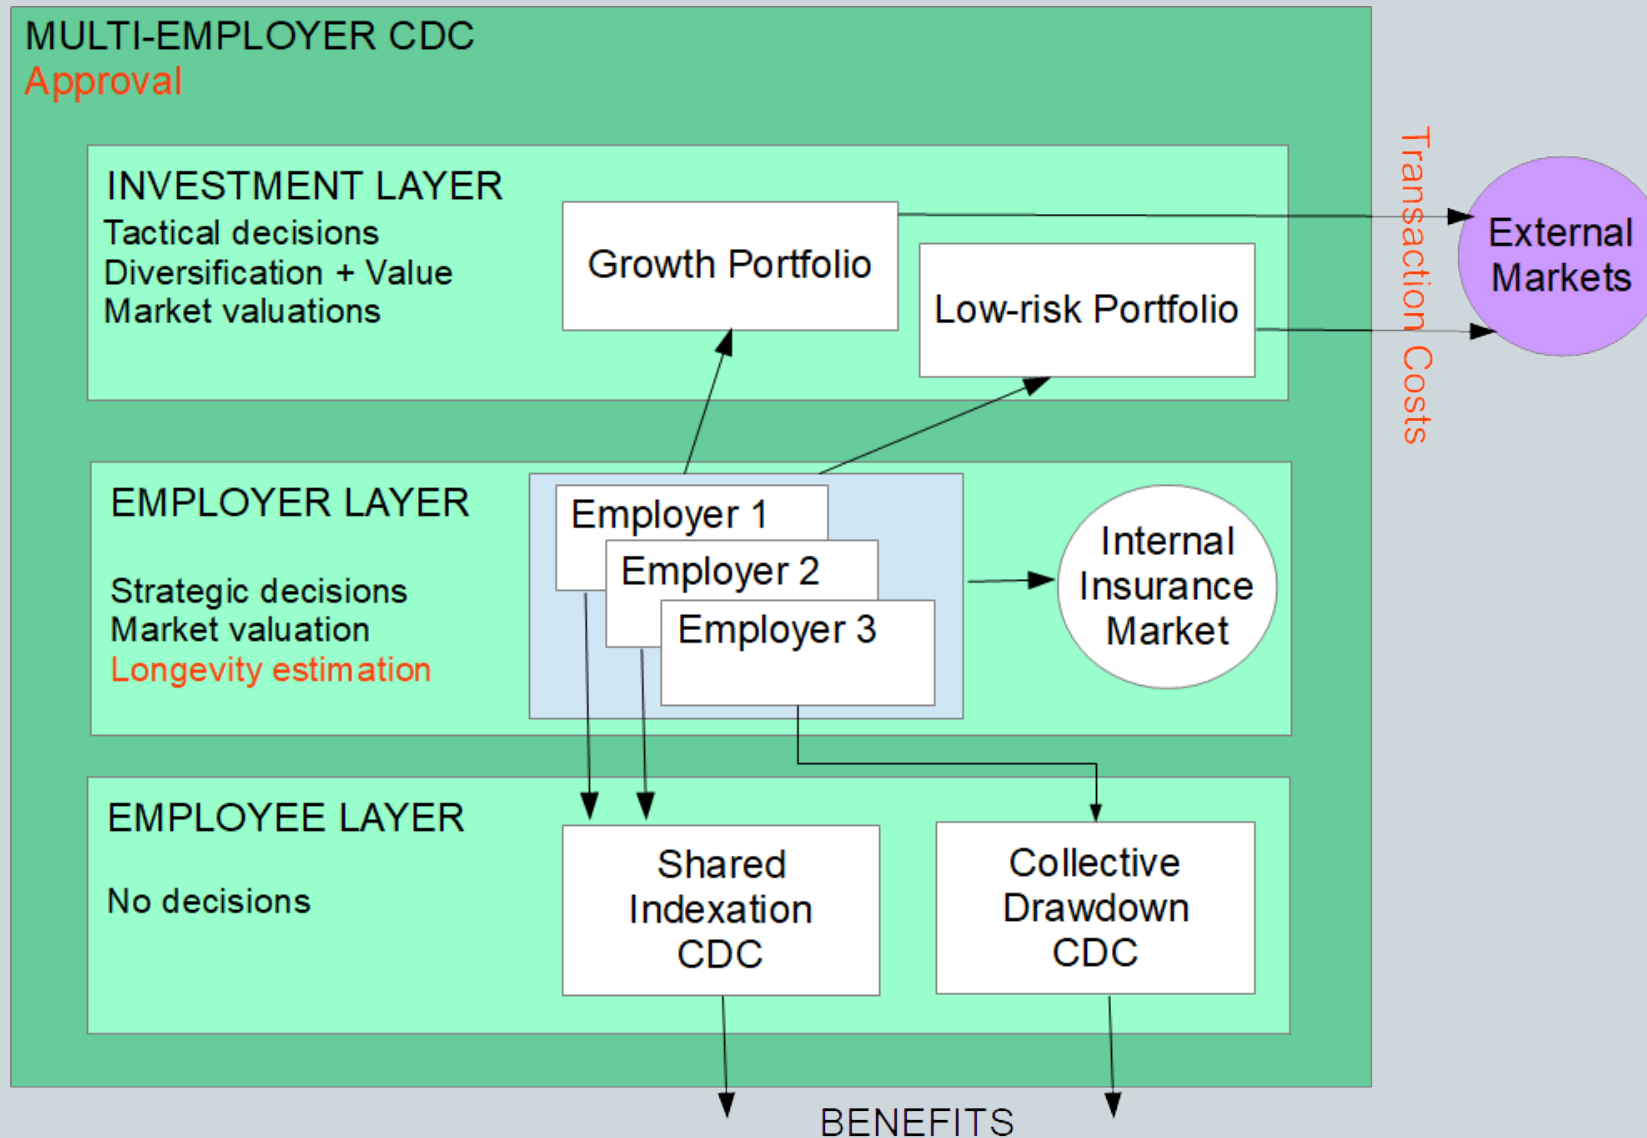 MULTI-EMPLOYER CDC
Approval
INVESTMENT LAYER
Tactical decisions
Diversification + Value
Market valuations
Growth Portfolio
Low-risk Portfolio
Transaction Costs
External
Markets
EMPLOYER LAYER
Strategic decisions
Market valuation
Longevity estimation
Employer 1
Employer 2
Employer 3
Internal
Insurance
Market
EMPLOYEE LAYER
No decisions
Shared
Indexation
CDC
Collective
Drawdown
CDC
BENEFITS